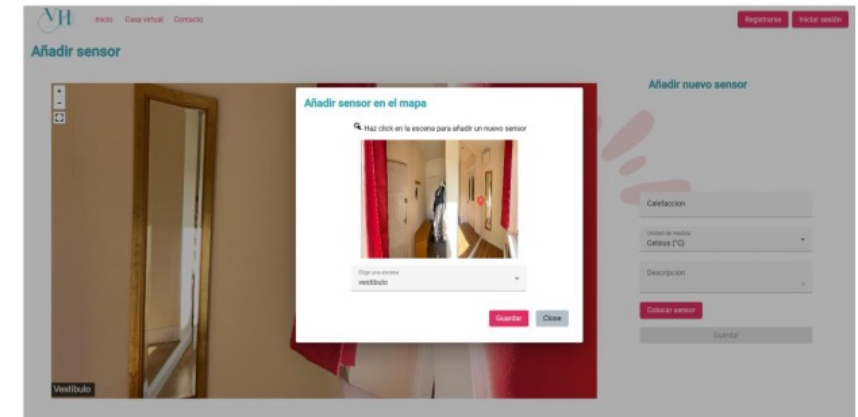 VH
Inicio Casa virtual Contacto
Registrarse Iniciar sesión
Añadir sensor
Añadir nuevo sensor
Añadir sensor en el mapa
Haz click en la escena para añadir un nuevo sensor
Calefaccion
Unidad de medida
Celsius (°C)
Elige una escena
vestibulo
Descripción
Guardar Close
Colocar sensor
Guardar
Vestíbulo